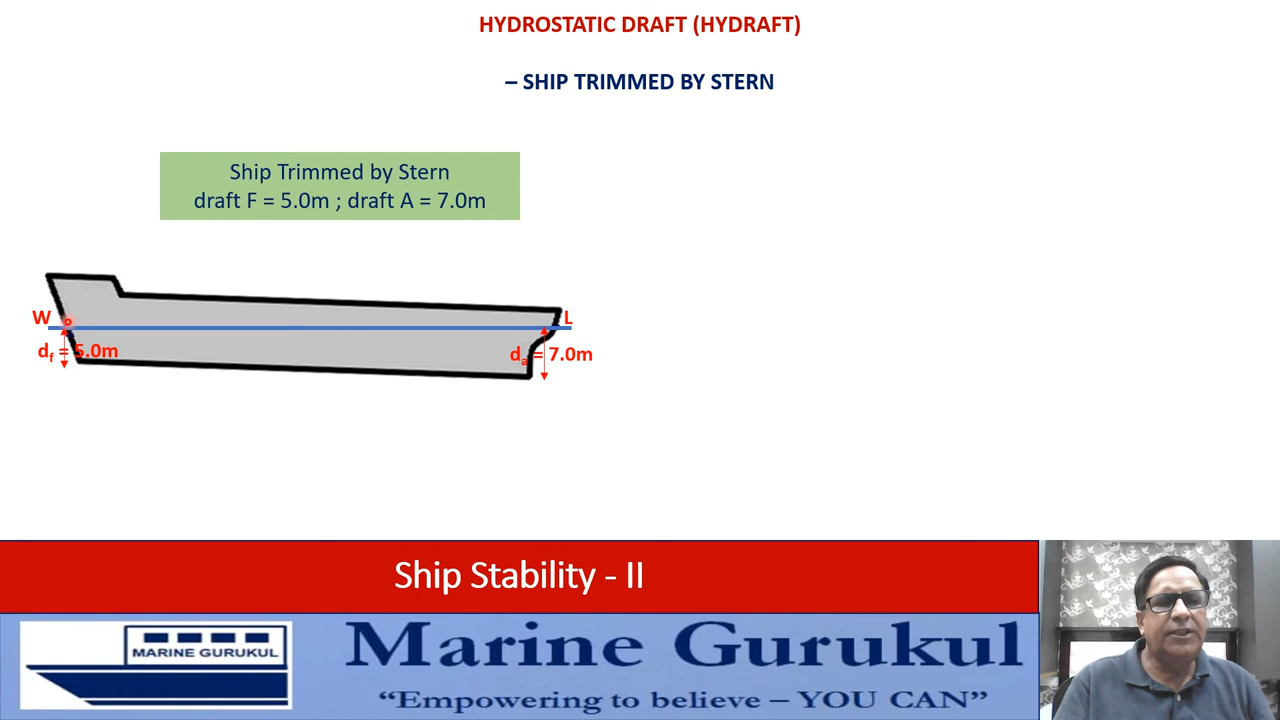 HYDROSTATIC DRAFT (HYDRAFT)
– SHIP TRIMMED BY STERN
Ship Trimmed by Stern
draft F = 5.0m ; draft A = 7.0m
W L
df = 5.0m da = 7.0m
Ship Stability - II
MARINE GURUKUL
Marine Gurukul
“Empowering to believe – YOU CAN”